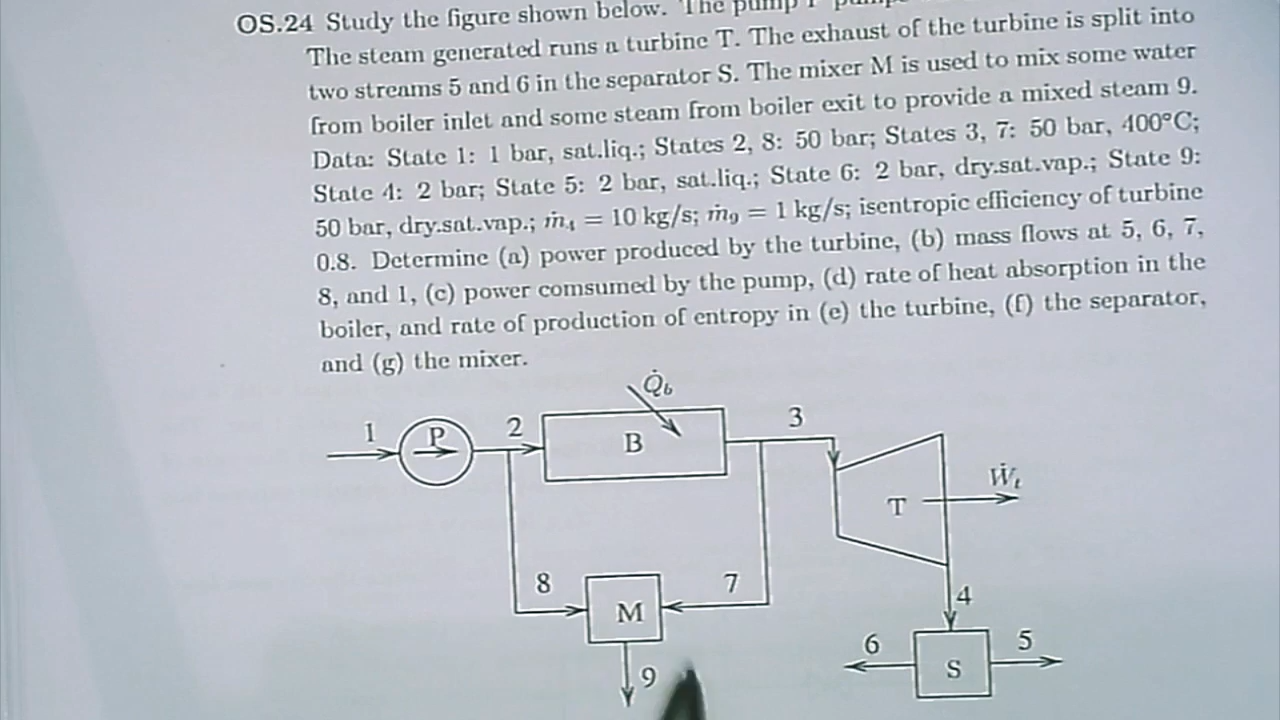 OS.24 Study the figure shown below. The pump P
The steam generated runs a turbine T. The exhaust of the turbine is split into
two streams 5 and 6 in the separator S. The mixer M is used to mix some water
from boiler inlet and some steam from boiler exit to provide a mixed steam 9.
Data: State 1: 1 bar, sat.liq.; States 2, 8: 50 bar; States 3, 7: 50 bar, 400°C;
State 4: 2 bar; State 5: 2 bar, sat.liq.; State 6: 2 bar, dry.sat.vap.; State 9:
50 bar, dry.sat.vap.; ṁ₄ = 10 kg/s; ṁ₉ = 1 kg/s; isentropic efficiency of turbine
0.8. Determine (a) power produced by the turbine, (b) mass flows at 5, 6, 7,
8, and 1, (c) power comsumed by the pump, (d) rate of heat absorption in the
boiler, and rate of production of entropy in (e) the turbine, (f) the separator,
and (g) the mixer.
Q̇b
1
P
2
B
3
T
Ẇt
8
M
7
9
4
6
S
5